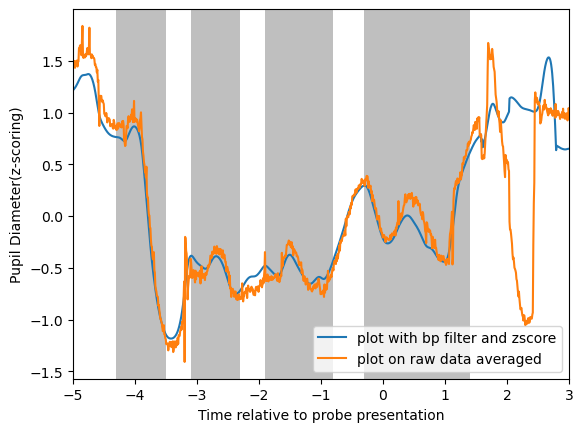 Pupil Diameter(z-scoring)
1.5
1.0
0.5
0.0
−0.5
−1.0
−1.5
plot with bp filter and zscore
plot on raw data averaged
−5 −4 −3 −2 −1 0 1 2 3
Time relative to probe presentation